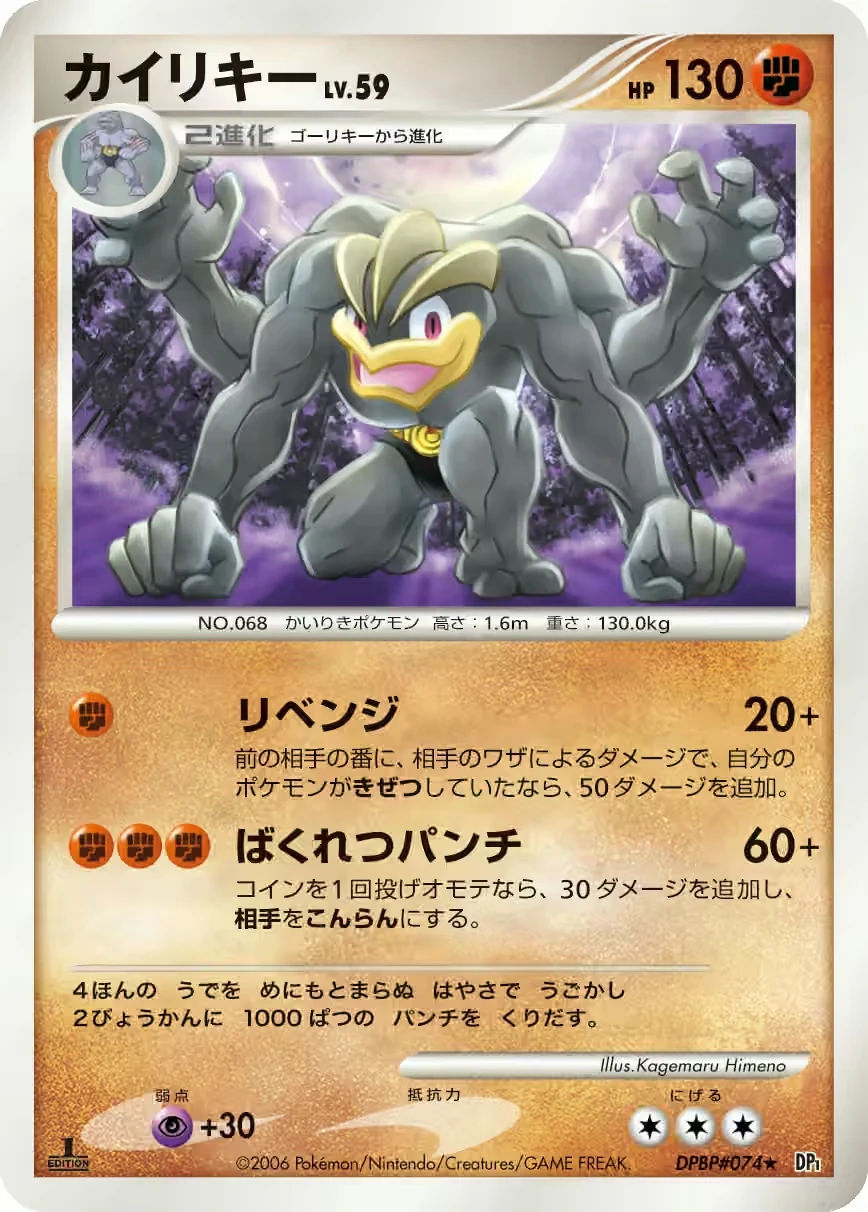 カイリキー LV.59 HP 130
2進化 ゴーリキーから進化
NO.068 かいりきポケモン 高さ：1.6m 重さ：130.0kg
リベンジ 20+
前の相手の番に、相手のワザによるダメージで、自分の
ポケモンがきぜつしていたなら、50ダメージを追加。
ばくれつパンチ 60+
コインを1回投げオモテなら、30ダメージを追加し、
相手をこんらんにする。
4ほんの うでを めにもとまらぬ はやさで うごかし
2びょうかんに 1000ぱつの パンチを くりだす。
Illus.Kagemaru Himeno
弱点 抵抗力 にげる
+30
1 EDITION ©2006 Pokémon/Nintendo/Creatures/GAME FREAK. DPBP#074★ DP1